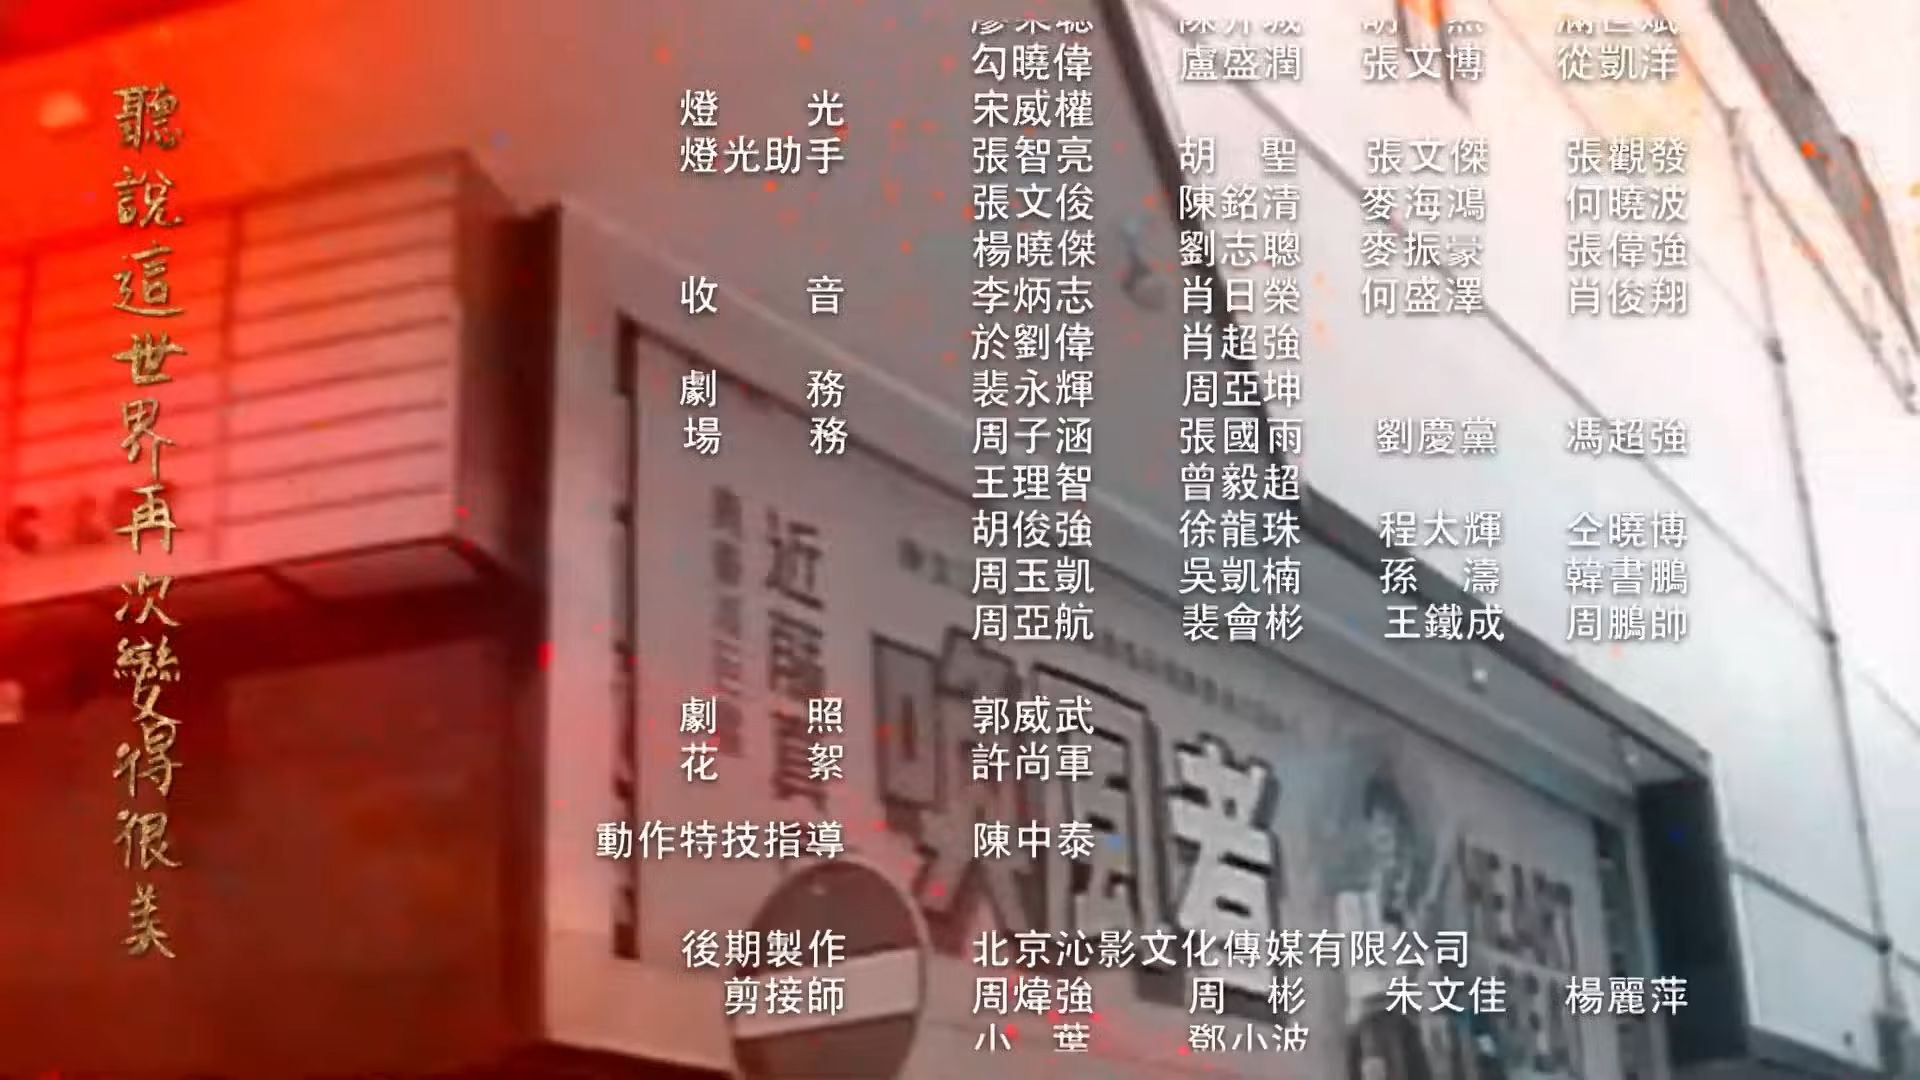 聽說這世界再次變得很美
勾曉偉 盧盛潤 張文博 從凱洋
燈光 宋威權
燈光助手 張智亮 胡聖 張文傑 張觀發
張文俊 陳銘清 麥海鴻 何曉波
楊曉傑 劉志聰 麥振豪 張偉強
收音 李炳志 肖日榮 何盛澤 肖俊翔
於劉偉 肖超強
劇務 裴永輝 周亞坤
場務 周子涵 張國雨 劉慶黨 馮超強
王理智 曾毅超
胡俊強 徐龍珠 程太輝 仝曉博
周玉凱 吳凱楠 孫濤 韓書鵬
周亞航 裴會彬 王鐵成 周鵬帥
劇照 郭威武
花絮 許尚軍
動作特技指導 陳中泰
後期製作 北京沁影文化傳媒有限公司
剪接師 周煒強 周彬 朱文佳 楊麗萍
小葉 鄧小波
者